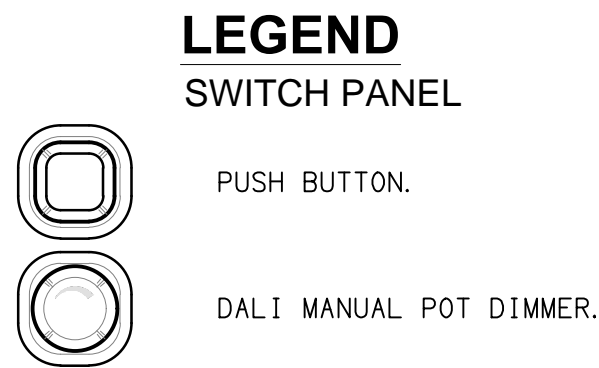 LEGEND
SWITCH PANEL
PUSH BUTTON.
DALI MANUAL POT DIMMER.